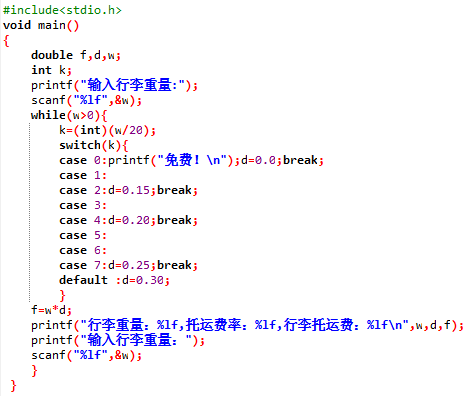 #include<stdio.h>
void main()
{
    double f,d,w;
    int k;
    printf("输入行李重量:");
    scanf("%lf",&w);
    while(w>0){
        k=(int)(w/20);
        switch(k){
        case 0:printf("免费！\n");d=0.0;break;
        case 1:
        case 2:d=0.15;break;
        case 3:
        case 4:d=0.20;break;
        case 5:
        case 6:
        case 7:d=0.25;break;
        default :d=0.30;
        }
    f=w*d;
    printf("行李重量：%lf,托运费率：%lf,行李托运费：%lf\n",w,d,f);
    printf("输入行李重量：");
    scanf("%lf",&w);
    }
}